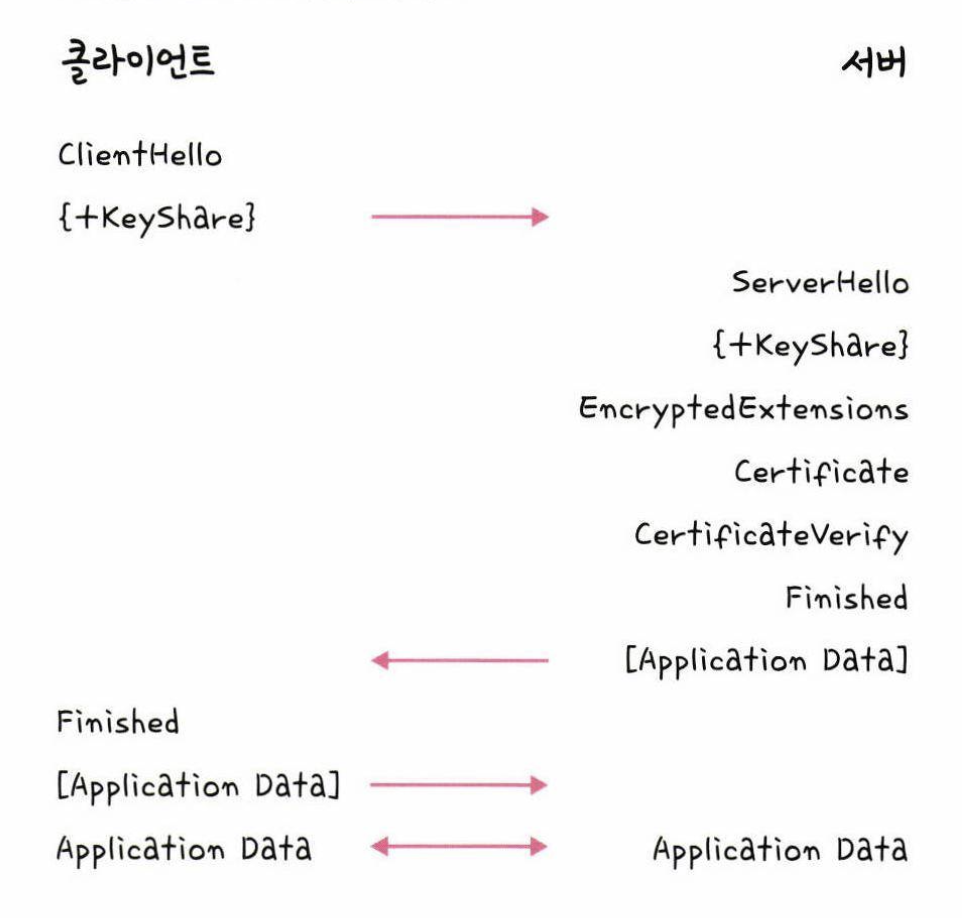 클라이언트 서버
ClientHello
{+KeyShare}
ServerHello
{+KeyShare}
EncryptedExtensions
Certificate
CertificateVerify
Finished
[Application Data]
Finished
[Application Data]
Application Data Application Data